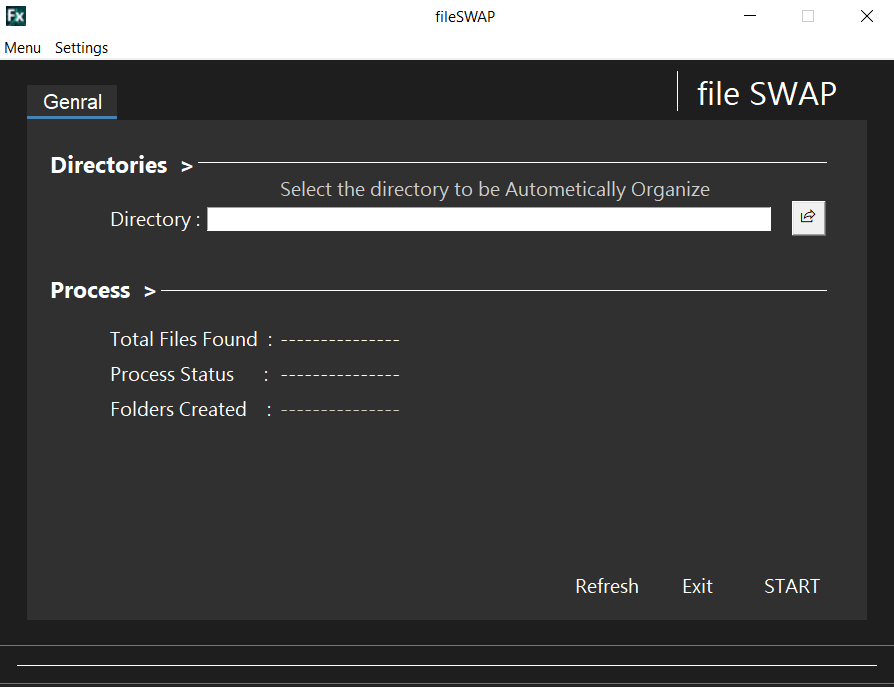 Fx
fileSWAP
Menu Settings
Genral
file SWAP
Directories >
Select the directory to be Autometically Organize
Directory :
Process >
Total Files Found : ---------------
Process Status : ---------------
Folders Created : ---------------
Refresh Exit START